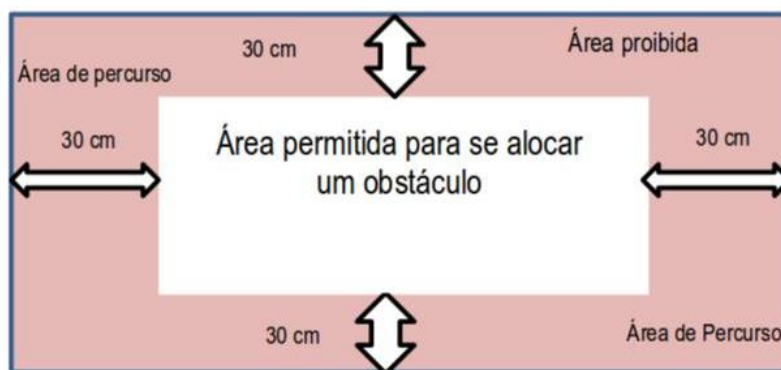 30 cm
Área proibida
Área de percurso
30 cm
Área permitida para se alocar
um obstáculo
30 cm
30 cm
Área de Percurso